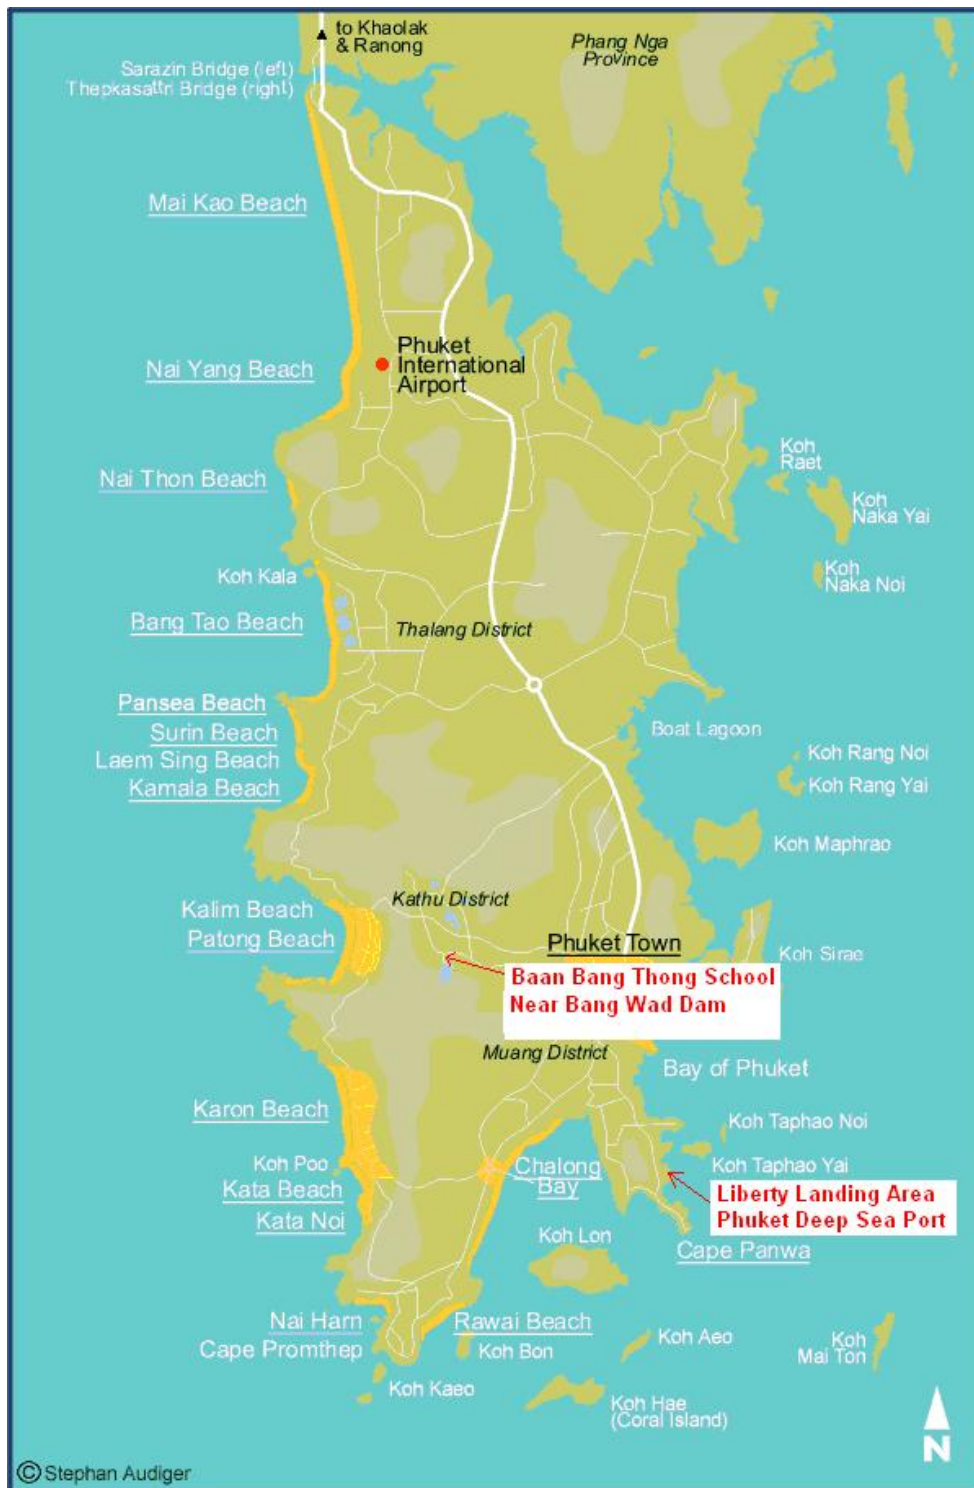 to Khaolak
& Ranong
Phang Nga
Province
Sarazin Bridge (left)
Thepkasattri Bridge (right)
Mai Kao Beach
Phuket
International
Airport
Nai Yang Beach
Koh
Raet
Nai Thon Beach
Koh
Naka Yai
Koh Kala
Koh
Naka Noi
Bang Tao Beach
Thalang District
Pansea Beach
Surin Beach
Boat Lagoon
Laem Sing Beach
Koh Rang Noi
Kamala Beach
Koh Rang Yai
Koh Maphrao
Kathu District
Kalim Beach
Patong Beach
Phuket Town
Koh Sirae
Baan Bang Thong School
Near Bang Wad Dam
Muang District
Bay of Phuket
Karon Beach
Koh Taphao Noi
Koh Poo
Chalong
Bay
Koh Taphao Yai
Kata Beach
Liberty Landing Area
Phuket Deep Sea Port
Kata Noi
Koh Lon
Cape Panwa
Nai Harn
Rawai Beach
Cape Promthep
Koh Bon
Koh Aeo
Koh
Mai Ton
Koh Kaeo
Koh Hae
(Coral Island)
N
© Stephan Audiger